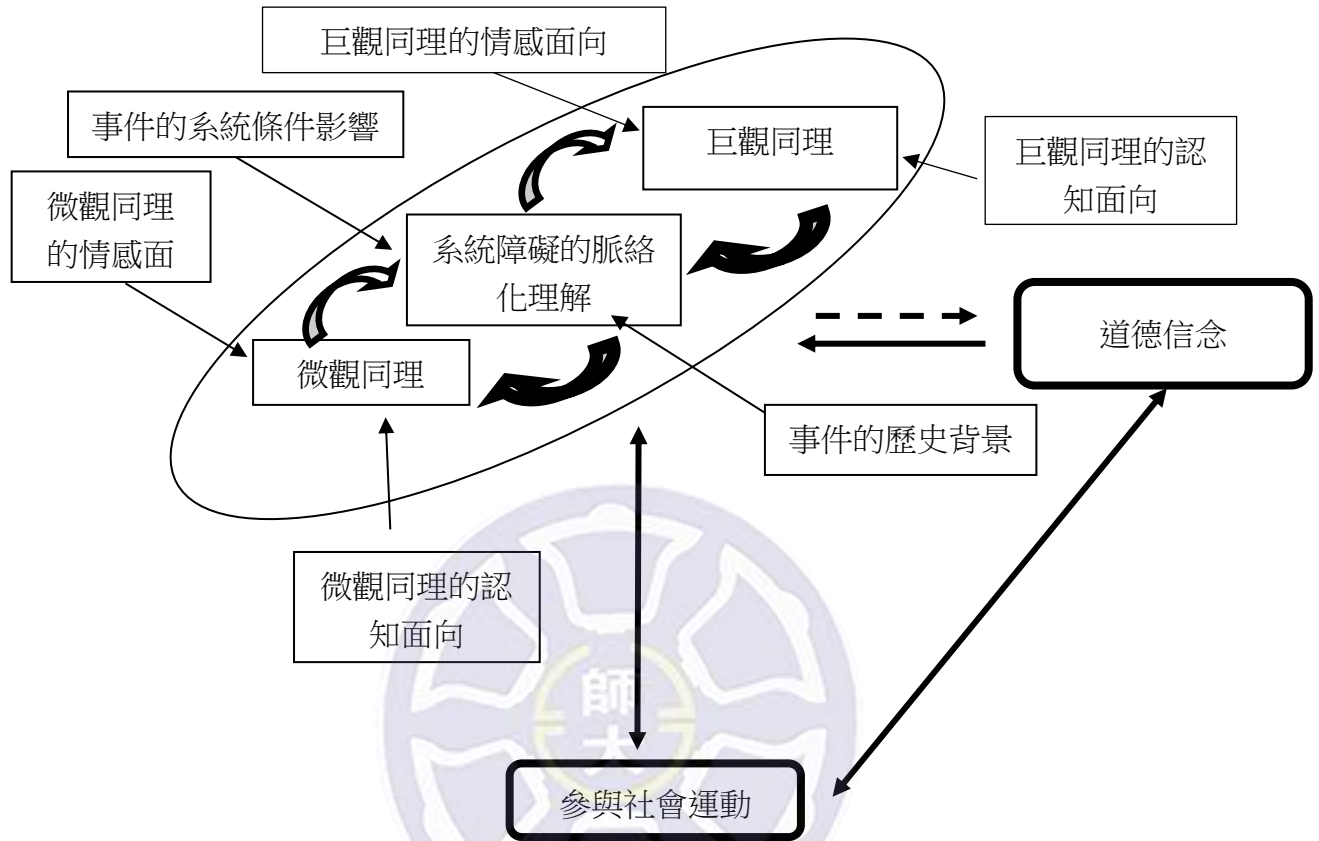 巨觀同理的情感面向
事件的系統條件影響
巨觀同理
巨觀同理的認
知面向
微觀同理
的情感面
系統障礙的脈絡
化理解
道德信念
微觀同理
事件的歷史背景
微觀同理的認
知面向
師
大
參與社會運動